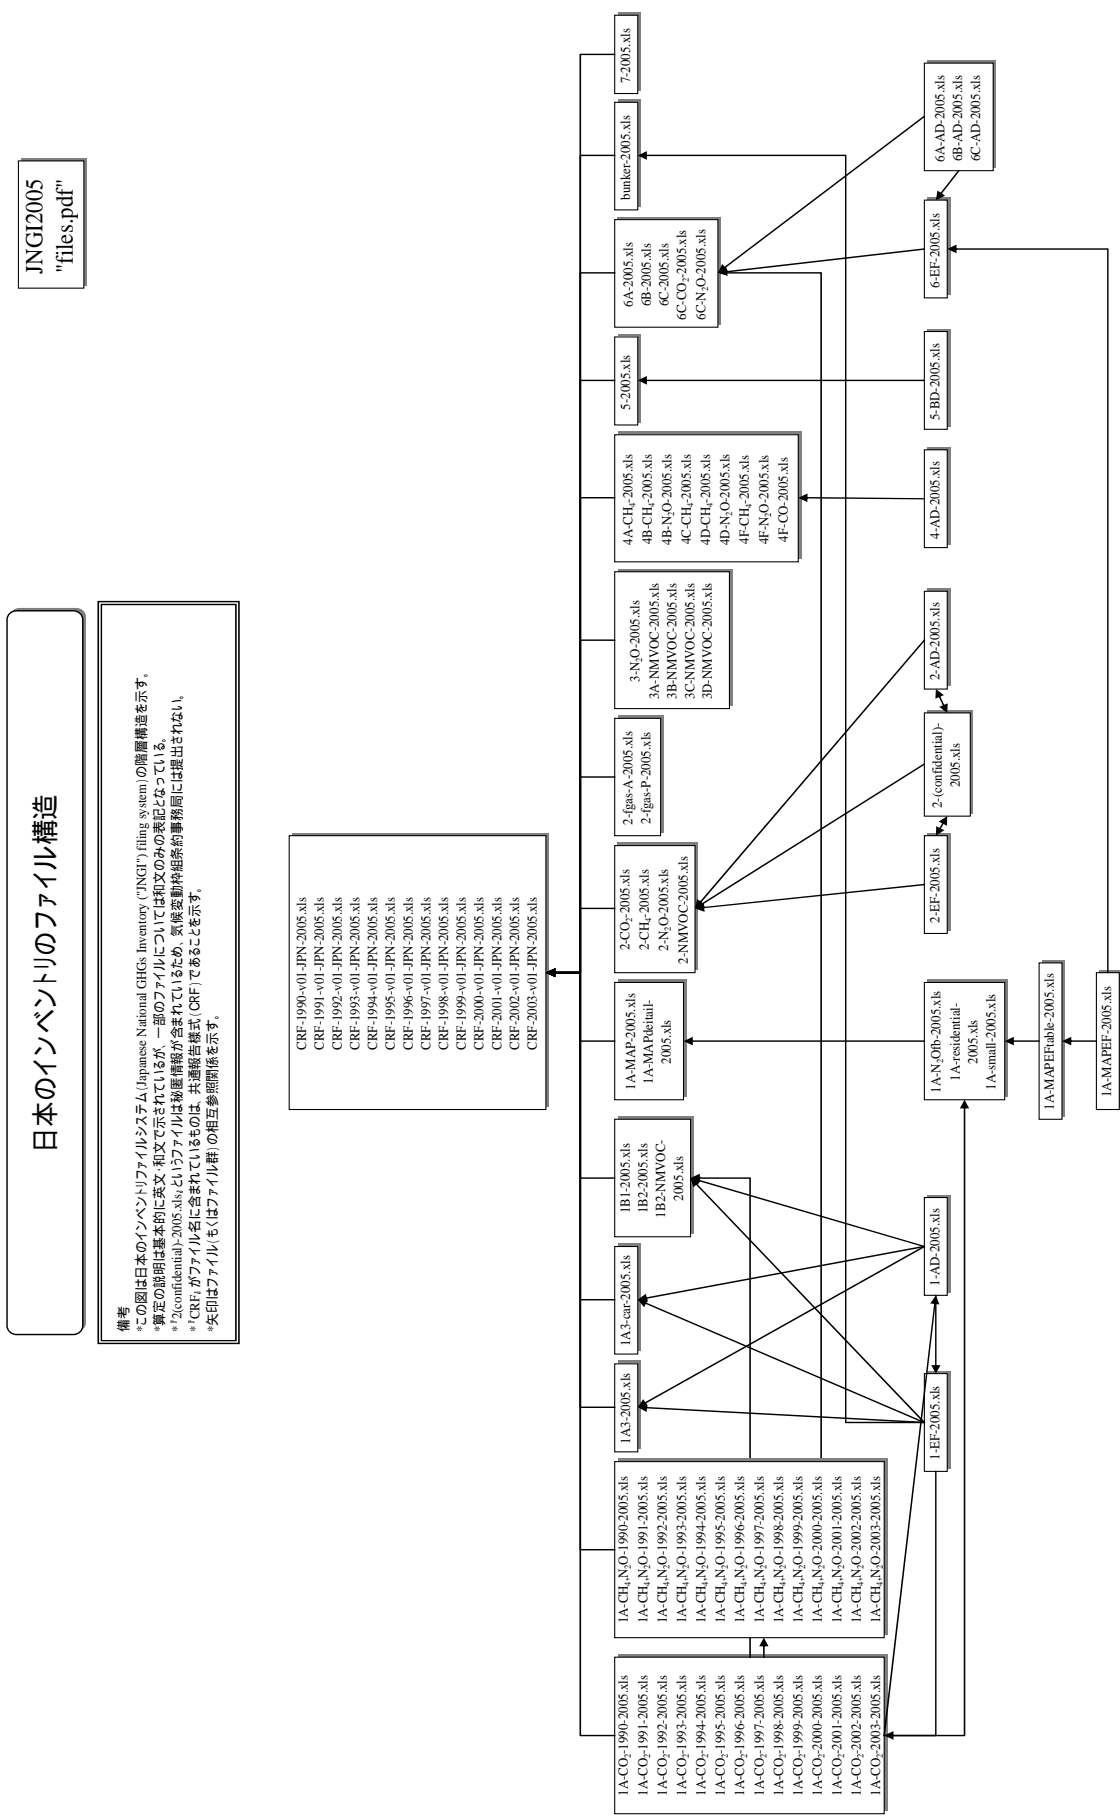 日本のインベントリのファイル構造
JNGI2005
"files.pdf"
備考
*この図は日本のインベントリファイルシステム(Japanese National GHGs Inventory ("JNGI") filing system)の階層構造を示す。
*算定の説明は基本的に英文・和文で示されているが、一部のファイルについては和文のみの表記となっている。
*『2(confidential)-2005.xls』というファイルは秘匿情報が含まれているため、気候変動枠組条約事務局には提出されない。
*『CRF』がファイル名に含まれているものは、共通報告様式(CRF)であることを示す。
*矢印はファイル(もしくはファイル群)の相互参照関係を示す。
CRF-1990-v01-JPN-2005.xls
CRF-1991-v01-JPN-2005.xls
CRF-1992-v01-JPN-2005.xls
CRF-1993-v01-JPN-2005.xls
CRF-1994-v01-JPN-2005.xls
CRF-1995-v01-JPN-2005.xls
CRF-1996-v01-JPN-2005.xls
CRF-1997-v01-JPN-2005.xls
CRF-1998-v01-JPN-2005.xls
CRF-1999-v01-JPN-2005.xls
CRF-2000-v01-JPN-2005.xls
CRF-2001-v01-JPN-2005.xls
CRF-2002-v01-JPN-2005.xls
CRF-2003-v01-JPN-2005.xls
1A-CO₂-1990-2005.xls
1A-CO₂-1991-2005.xls
1A-CO₂-1992-2005.xls
1A-CO₂-1993-2005.xls
1A-CO₂-1994-2005.xls
1A-CO₂-1995-2005.xls
1A-CO₂-1996-2005.xls
1A-CO₂-1997-2005.xls
1A-CO₂-1998-2005.xls
1A-CO₂-1999-2005.xls
1A-CO₂-2000-2005.xls
1A-CO₂-2001-2005.xls
1A-CO₂-2002-2005.xls
1A-CO₂-2003-2005.xls
1A-CH₄,N₂O-1990-2005.xls
1A-CH₄,N₂O-1991-2005.xls
1A-CH₄,N₂O-1992-2005.xls
1A-CH₄,N₂O-1993-2005.xls
1A-CH₄,N₂O-1994-2005.xls
1A-CH₄,N₂O-1995-2005.xls
1A-CH₄,N₂O-1996-2005.xls
1A-CH₄,N₂O-1997-2005.xls
1A-CH₄,N₂O-1998-2005.xls
1A-CH₄,N₂O-1999-2005.xls
1A-CH₄,N₂O-2000-2005.xls
1A-CH₄,N₂O-2001-2005.xls
1A-CH₄,N₂O-2002-2005.xls
1A-CH₄,N₂O-2003-2005.xls
1A3-2005.xls
1A3-car-2005.xls
1B1-2005.xls
1B2-2005.xls
1B2-NMVOC-
2005.xls
1A-MAP-2005.xls
1A-MAPdeitail-
2005.xls
2-CO₂-2005.xls
2-CH₄-2005.xls
2-N₂O-2005.xls
2-NMVOC-2005.xls
2-fgas-A-2005.xls
2-fgas-P-2005.xls
3-N₂O-2005.xls
3A-NMVOC-2005.xls
3B-NMVOC-2005.xls
3C-NMVOC-2005.xls
3D-NMVOC-2005.xls
4A-CH₄-2005.xls
4B-CH₄-2005.xls
4B-N₂O-2005.xls
4C-CH₄-2005.xls
4D-CH₄-2005.xls
4D-N₂O-2005.xls
4F-CH₄-2005.xls
4F-N₂O-2005.xls
4F-CO-2005.xls
5-2005.xls
6A-2005.xls
6B-2005.xls
6C-2005.xls
6C-CO₂-2005.xls
6C-N₂O-2005.xls
bunker-2005.xls
7-2005.xls
1-EF-2005.xls
1-AD-2005.xls
1A-N₂Ofb-2005.xls
1A-residential-
2005.xls
1A-small-2005.xls
2-EF-2005.xls
2-(confidential)-
2005.xls
2-AD-2005.xls
4-AD-2005.xls
5-BD-2005.xls
6-EF-2005.xls
6A-AD-2005.xls
6B-AD-2005.xls
6C-AD-2005.xls
1A-MAPEFtable-2005.xls
1A-MAPEF-2005.xls